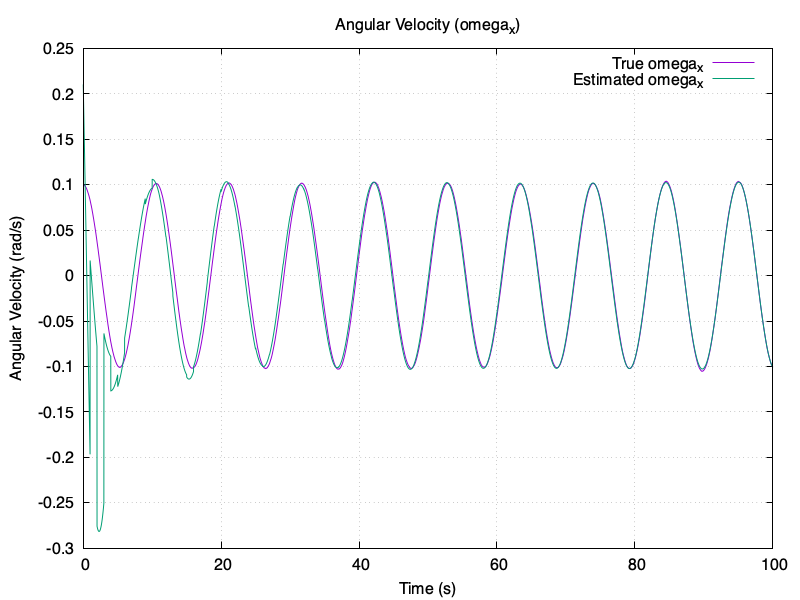 Angular Velocity (omegaₓ)
True omegaₓ
Estimated omegaₓ
0.25
0.2
0.15
0.1
0.05
0
-0.05
-0.1
-0.15
-0.2
-0.25
-0.3
Angular Velocity (rad/s)
0 20 40 60 80 100
Time (s)